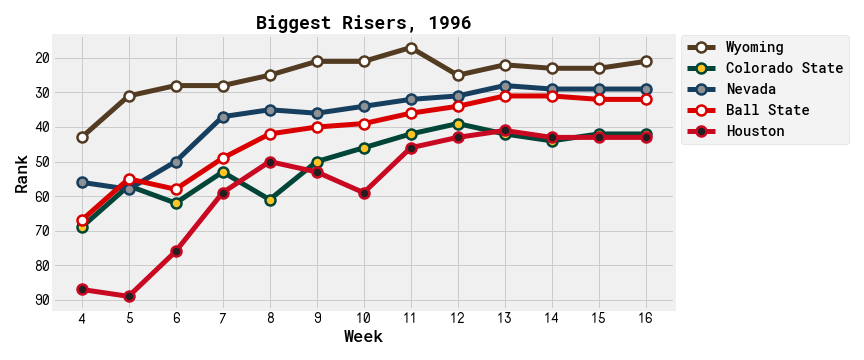 Biggest Risers, 1996
Wyoming
Colorado State
Nevada
Ball State
Houston
Rank
20
30
40
50
60
70
80
90
4 5 6 7 8 9 10 11 12 13 14 15 16
Week